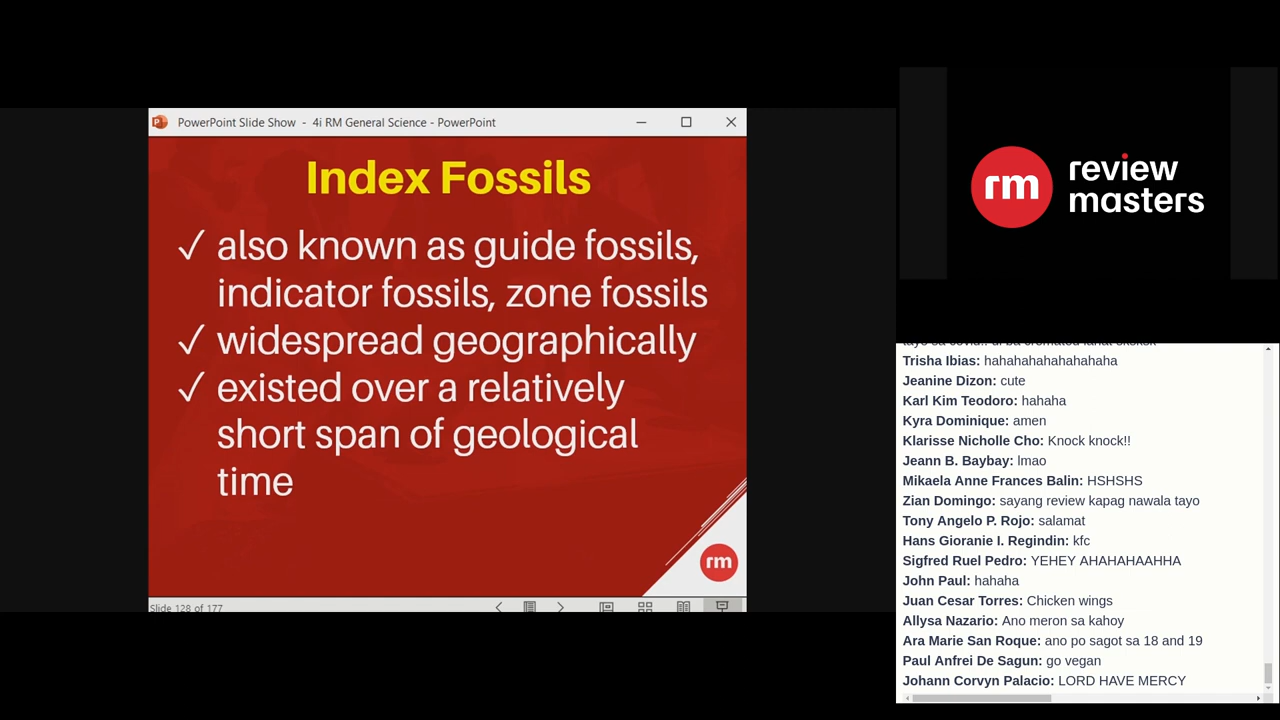 PowerPoint Slide Show - 4i RM General Science - PowerPoint
Index Fossils
✓ also known as guide fossils,
indicator fossils, zone fossils
✓ widespread geographically
✓ existed over a relatively
short span of geological
time
rm
Slide 128 of 177
rm review
masters
Trisha Ibias: hahahahahahahahaha
Jeanine Dizon: cute
Karl Kim Teodoro: hahaha
Kyra Dominique: amen
Klarisse Nicholle Cho: Knock knock!!
Jeann B. Baybay: lmao
Mikaela Anne Frances Balin: HSHSHS
Zian Domingo: sayang review kapag nawala tayo
Tony Angelo P. Rojo: salamat
Hans Gioranie I. Regindin: kfc
Sigfred Ruel Pedro: YEHEY AHAHAHAAHHA
John Paul: hahaha
Juan Cesar Torres: Chicken wings
Allysa Nazario: Ano meron sa kahoy
Ara Marie San Roque: ano po sagot sa 18 and 19
Paul Anfrei De Sagun: go vegan
Johann Corvyn Palacio: LORD HAVE MERCY